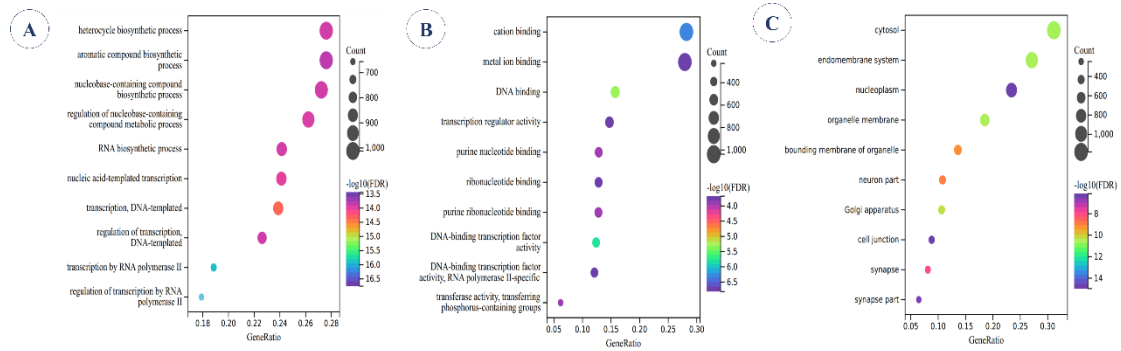 A
heterocycle biosynthetic process
aromatic compound biosynthetic
process
nucleobase-containing compound
biosynthetic process
regulation of nucleobase-containing
compound metabolic process
RNA biosynthetic process
nucleic acid-templated transcription
transcription, DNA-templated
regulation of transcription,
DNA-templated
transcription by RNA polymerase II
regulation of transcription by RNA
polymerase II
0.18 0.20 0.22 0.24 0.26 0.28
GeneRatio
Count
700
800
900
1,000
-log10(FDR)
13.5
14.0
14.5
15.0
15.5
16.0
16.5
B
cation binding
metal ion binding
DNA binding
transcription regulator activity
purine nucleotide binding
ribonucleotide binding
purine ribonucleotide binding
DNA-binding transcription factor
activity
DNA-binding transcription factor
activity, RNA polymerase II-specific
transferase activity, transferring
phosphorus-containing groups
0.05 0.10 0.15 0.20 0.25 0.30
GeneRatio
Count
400
600
800
1,000
-log10(FDR)
4.0
4.5
5.0
5.5
6.0
6.5
C
cytosol
endomembrane system
nucleoplasm
organelle membrane
bounding membrane of organelle
neuron part
Golgi apparatus
cell junction
synapse
synapse part
0.05 0.10 0.15 0.20 0.25 0.30
GeneRatio
Count
400
600
800
1,000
-log10(FDR)
8
10
12
14